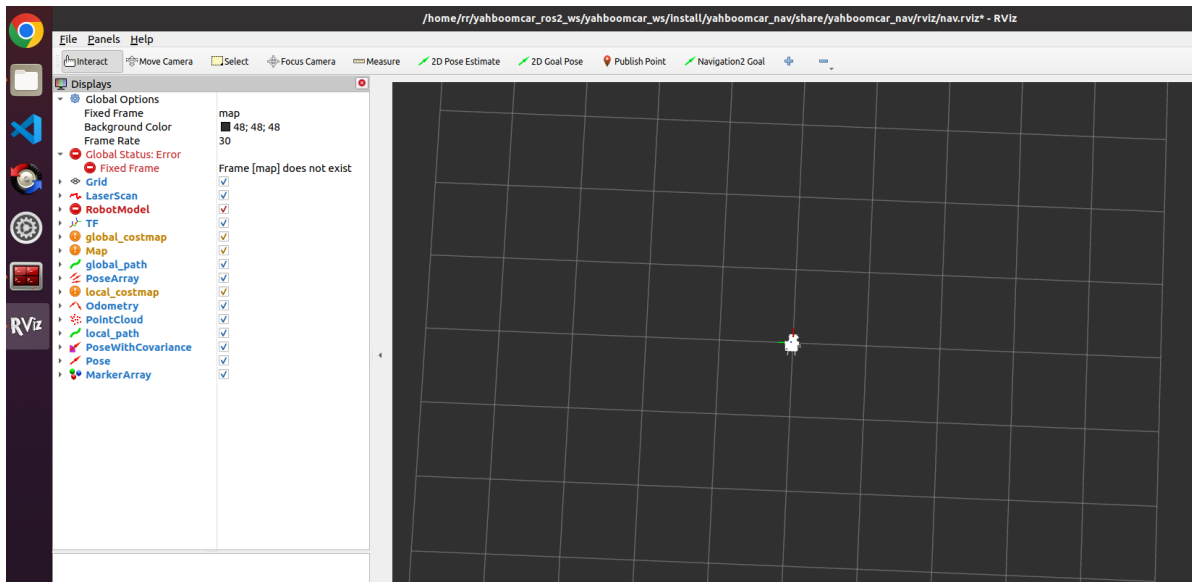 /home/rr/yahboomcar_ros2_ws/yahboomcar_ws/install/yahboomcar_nav/share/yahboomcar_nav/rviz/nav.rviz* - RViz
File Panels Help
Interact Move Camera Select Focus Camera Measure 2D Pose Estimate 2D Goal Pose Publish Point Navigation2 Goal
Displays
Global Options
Fixed Frame map
Background Color 48; 48; 48
Frame Rate 30
Global Status: Error
Fixed Frame Frame [map] does not exist
Grid
LaserScan
RobotModel
TF
global_costmap
Map
global_path
PoseArray
local_costmap
Odometry
PointCloud
local_path
PoseWithCovariance
Pose
MarkerArray
RViz